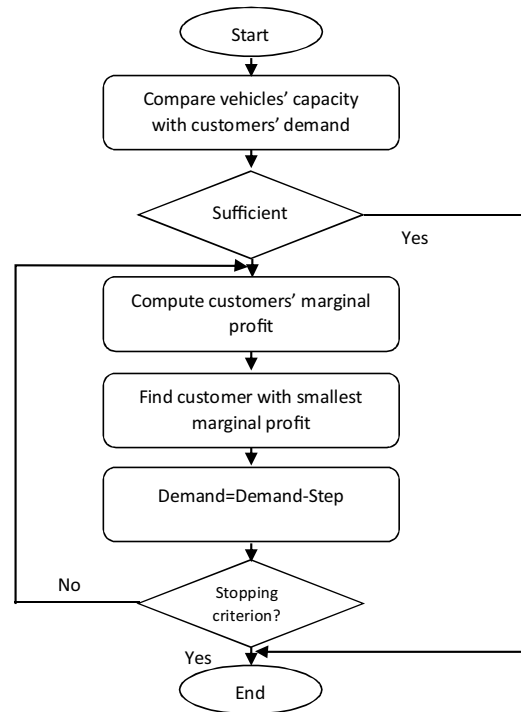 Start
Compare vehicles’ capacity
with customers’ demand
Sufficient
Yes
Compute customers’ marginal
profit
Find customer with smallest
marginal profit
Demand=Demand-Step
No
Stopping
criterion?
Yes
End